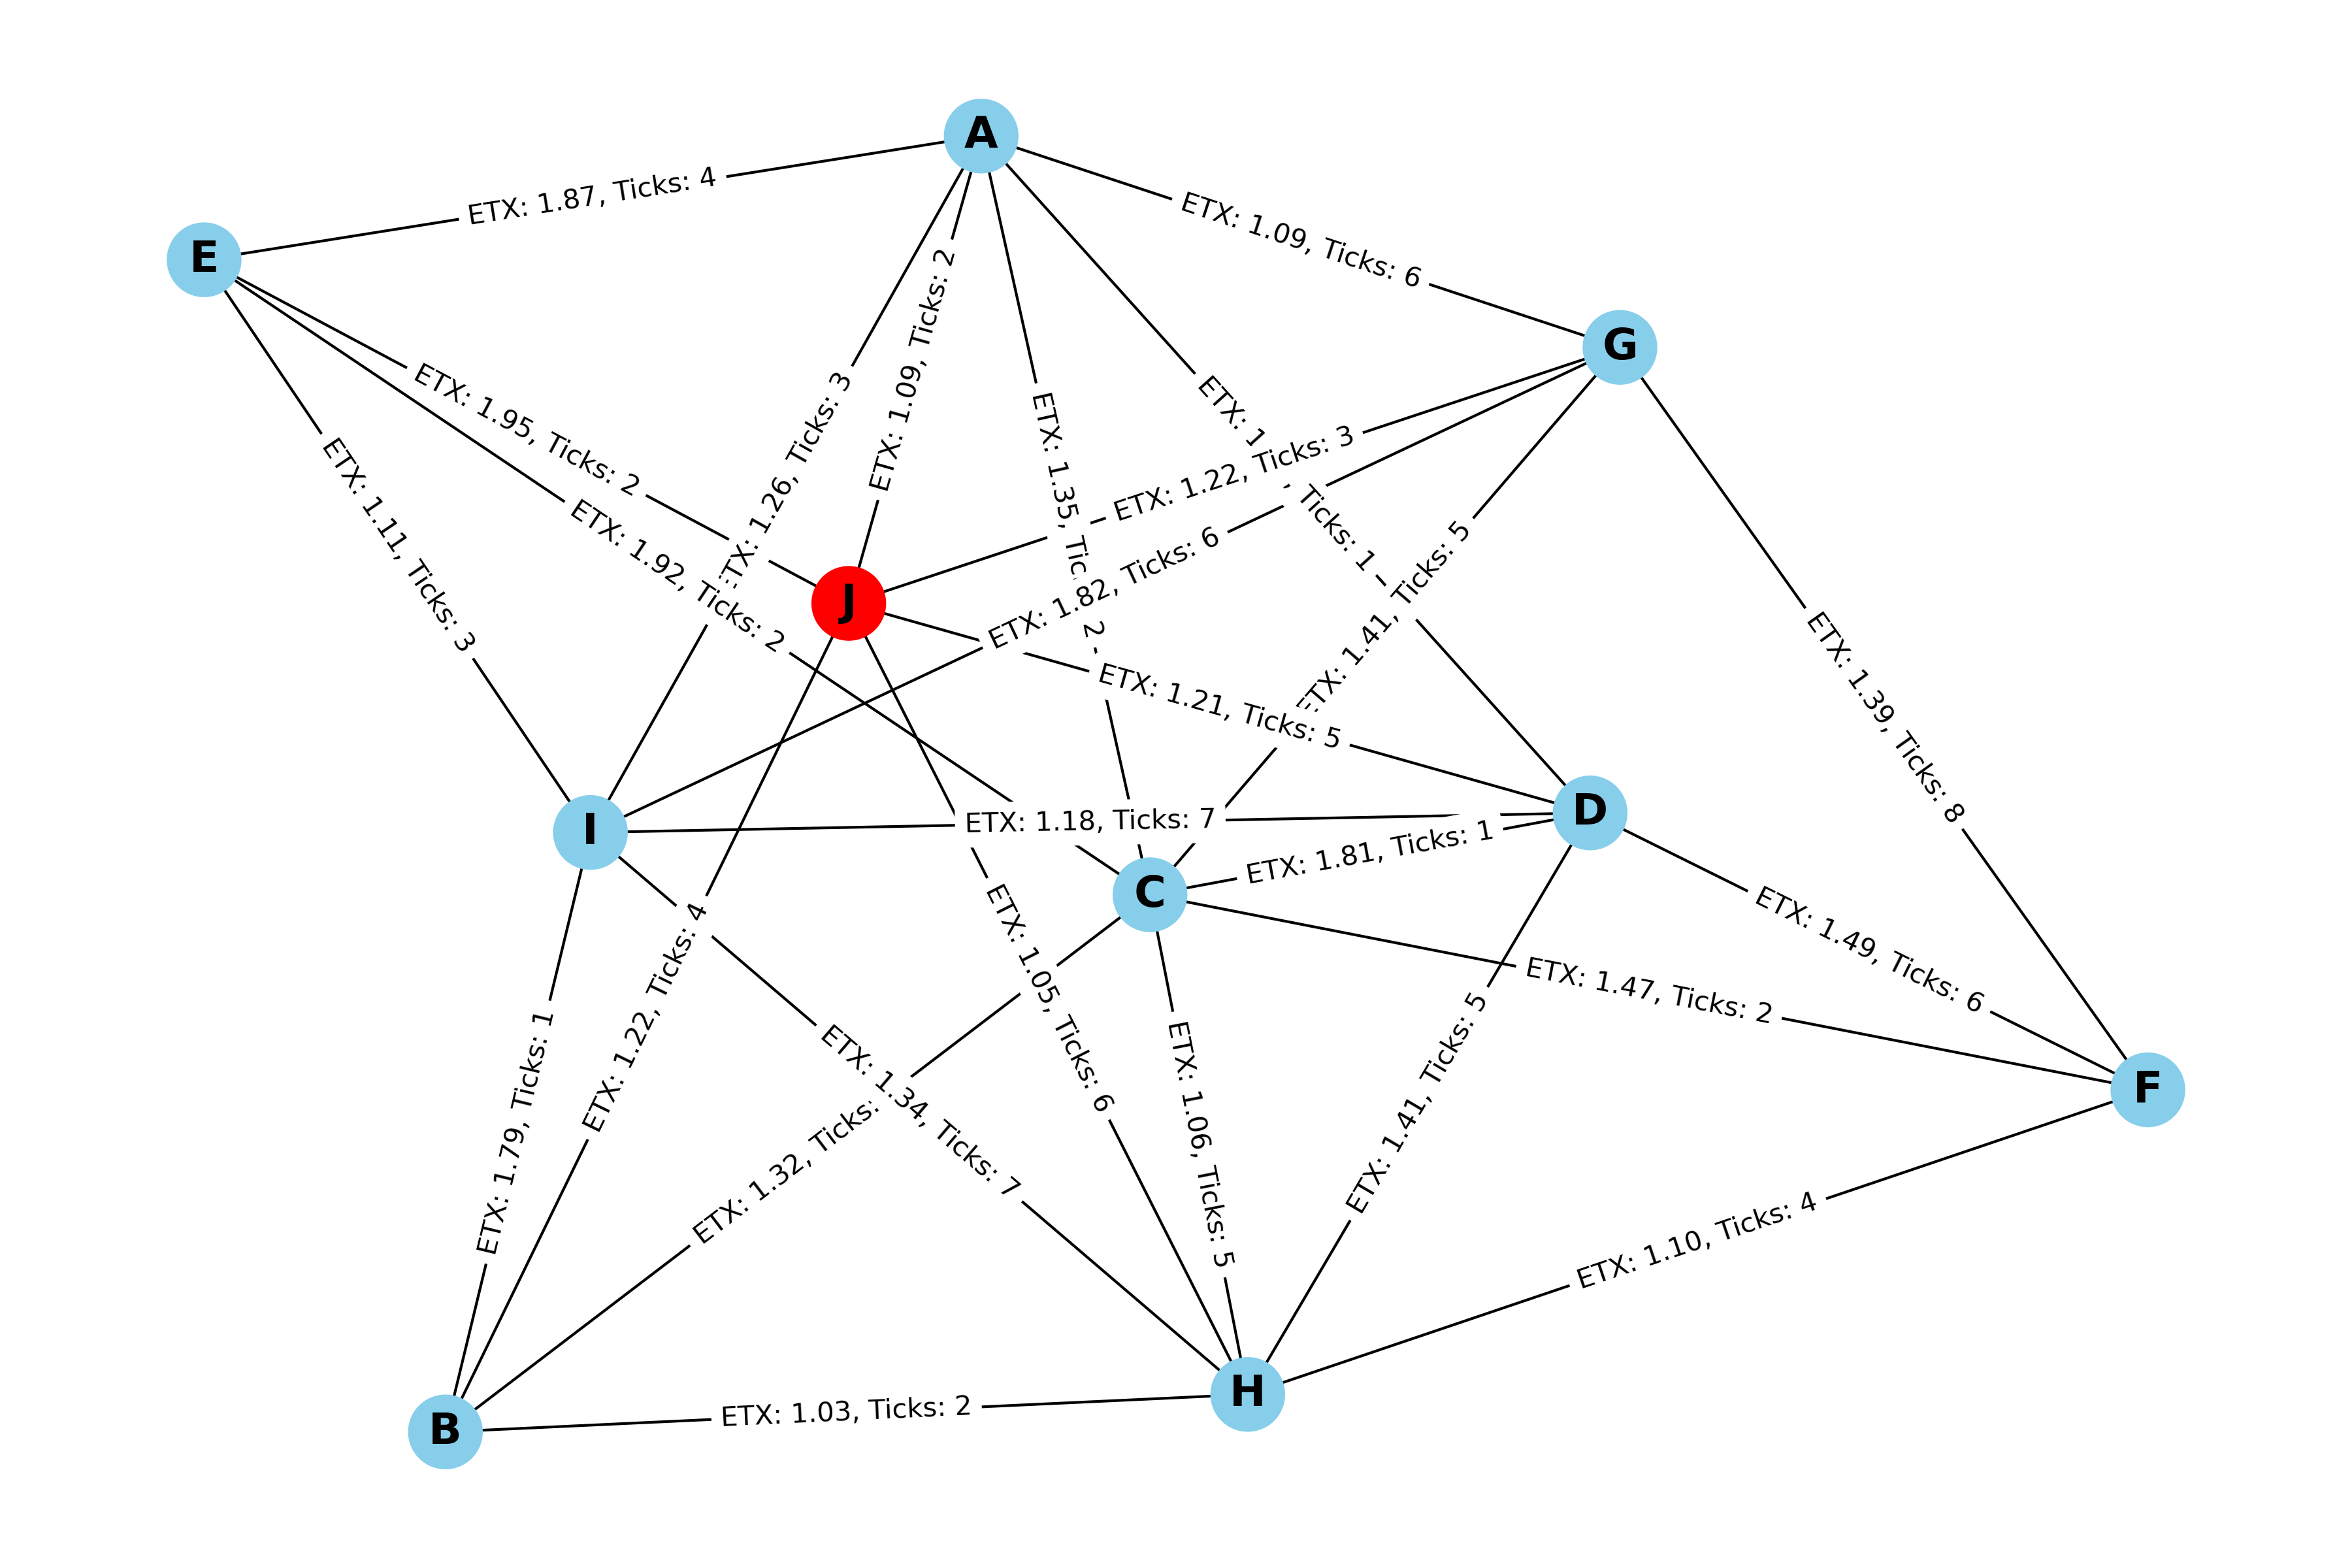 A
ETX: 1.87, Ticks: 4
E
ETX: 1.09, Ticks: 6
ETX: 1.09, Ticks: 2
G
ETX: 1.26, Ticks: 3
ETX: 1.35, Ticks: 2
ETX: 1
, Ticks: 1
ETX: 1.95, Ticks: 2
ETX: 1.22, Ticks: 3
ETX: 1.11, Ticks: 3
ETX: 1.92, Ticks: 2
ETX: 1.82, Ticks: 6
ETX: 1.41, Ticks: 5
J
ETX: 1.21, Ticks: 5
ETX: 1.39, Ticks: 8
I
ETX: 1.18, Ticks: 7
D
ETX: 1.81, Ticks: 1
C
ETX: 1.49, Ticks: 6
ETX: 1.47, Ticks: 2
ETX: 1.22, Ticks: 4
ETX: 1.05, Ticks: 6
F
ETX: 1.79, Ticks: 1
ETX: 1.34, Ticks: 7
ETX: 1.32, Ticks:
ETX: 1.06, Ticks: 5
ETX: 1.41, Ticks: 5
ETX: 1.10, Ticks: 4
H
ETX: 1.03, Ticks: 2
B